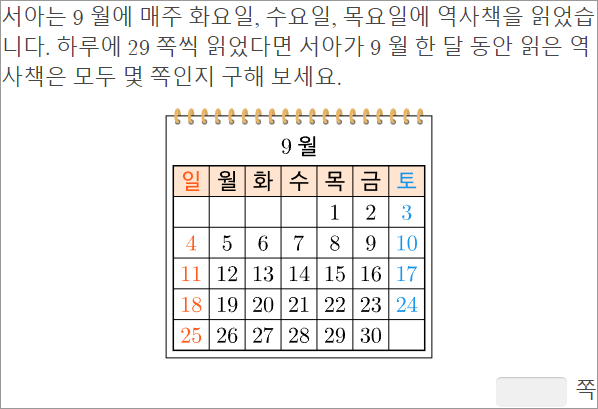 서아는 9 월에 매주 화요일, 수요일, 목요일에 역사책을 읽었습
니다. 하루에 29 쪽씩 읽었다면 서아가 9 월 한 달 동안 읽은 역
사책은 모두 몇 쪽인지 구해 보세요.
9 월
일 월 화 수 목 금 토
1 2 3
4 5 6 7 8 9 10
11 12 13 14 15 16 17
18 19 20 21 22 23 24
25 26 27 28 29 30
쪽